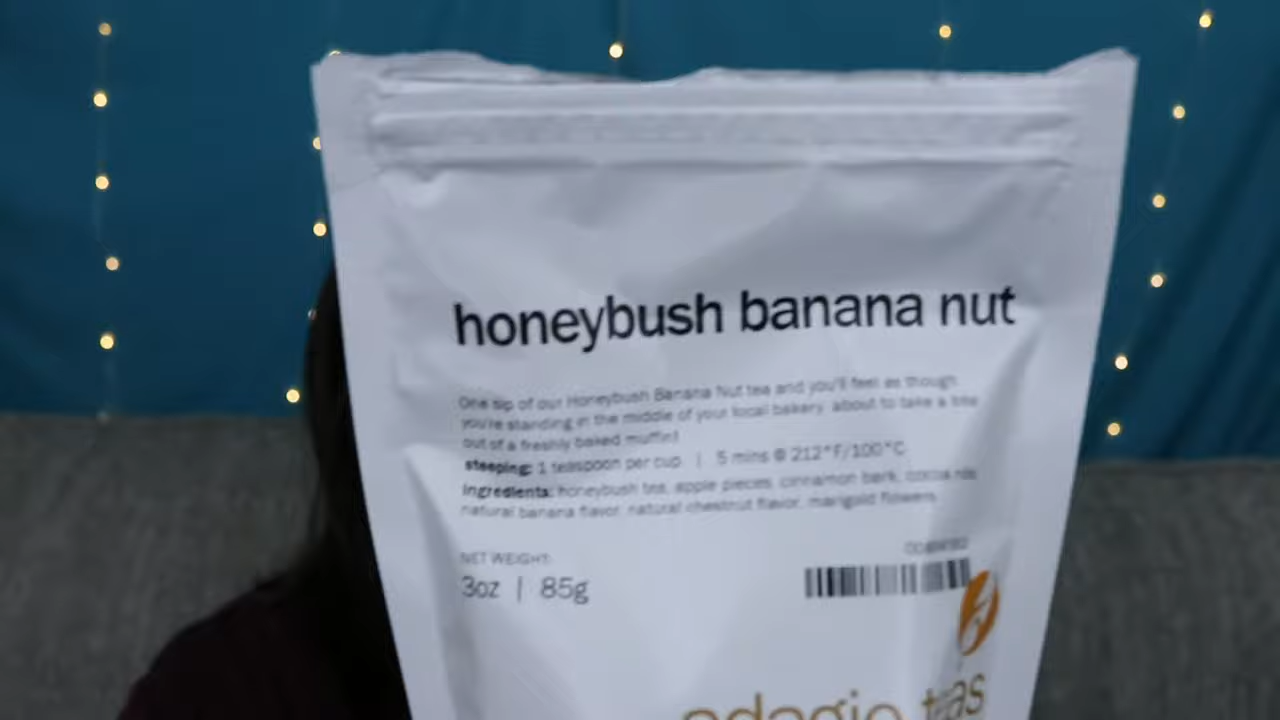 honeybush banana nut
One sip of our Honeybush Banana Nut tea and you'll feel as though
you're standing in the middle of your local bakery, about to take a bite
out of a freshly baked muffin!
steeping: 1 teaspoon per cup | 5 mins @ 212°F/100°C
ingredients: honeybush tea, apple pieces, cinnamon bark, cocoa nibs,
natural banana flavor, natural chestnut flavor, marigold flowers
NET WEIGHT:
3oz | 85g
adagio teas